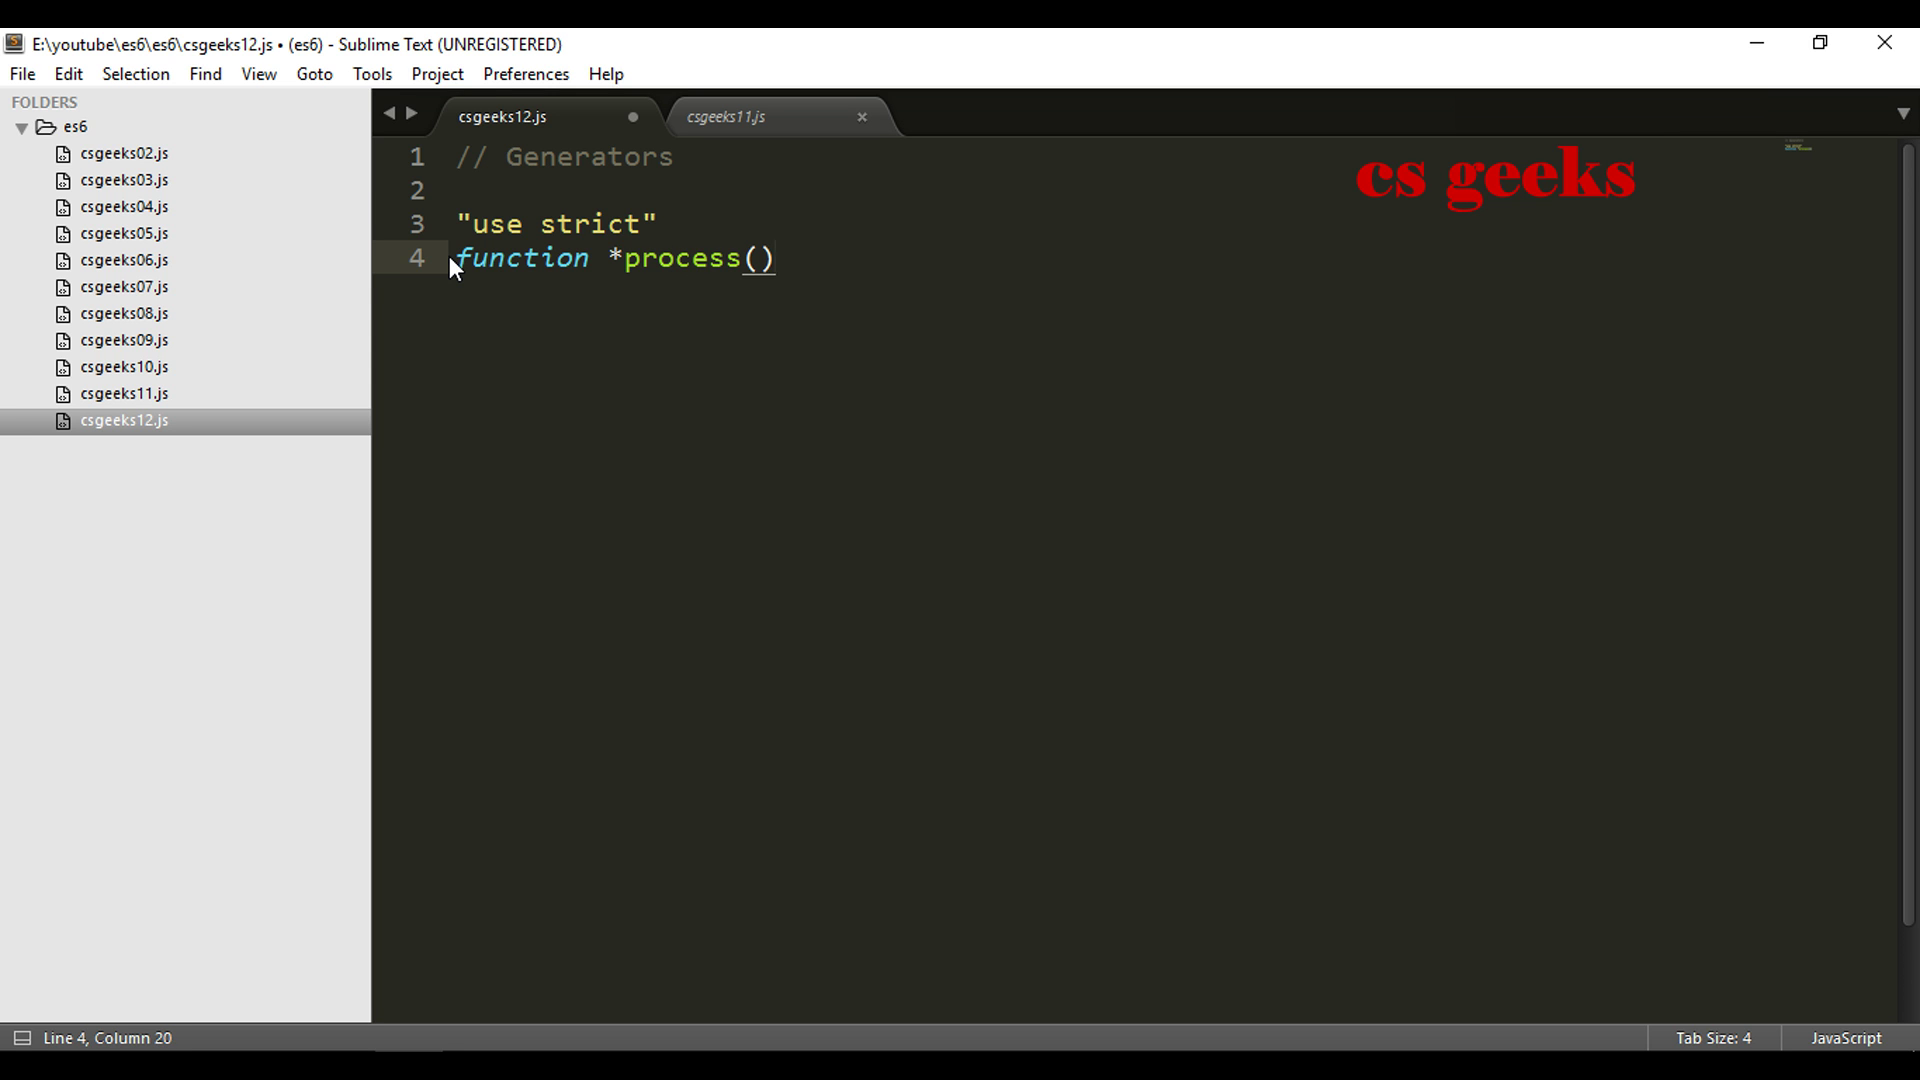 E:\youtube\es6\es6\csgeeks12.js • (es6) - Sublime Text (UNREGISTERED)
File Edit Selection Find View Goto Tools Project Preferences Help
FOLDERS
es6
csgeeks02.js
csgeeks03.js
csgeeks04.js
csgeeks05.js
csgeeks06.js
csgeeks07.js
csgeeks08.js
csgeeks09.js
csgeeks10.js
csgeeks11.js
csgeeks12.js
csgeeks12.js csgeeks11.js
1 // Generators
2
3 "use strict"
4 function *process()
cs geeks
Line 4, Column 20 Tab Size: 4 JavaScript